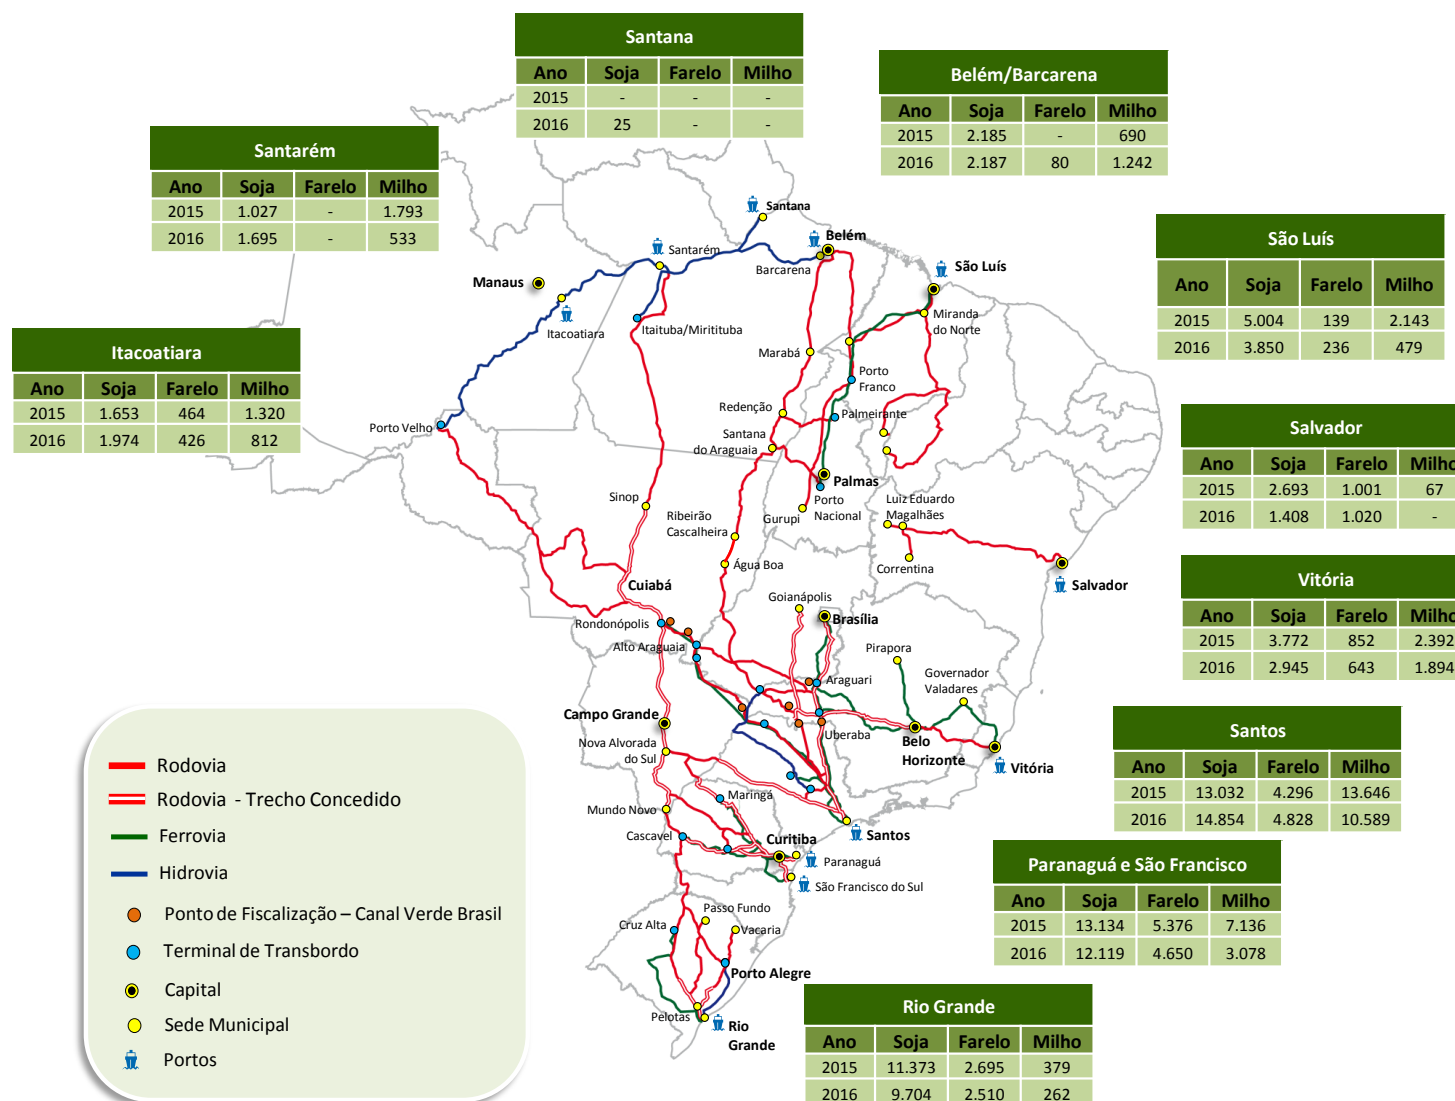 Santana
Ano Soja Farelo Milho
2015 - - -
2016 25 - -
Belém/Barcarena
Ano Soja Farelo Milho
2015 2.185 - 690
2016 2.187 80 1.242
Santarém
Ano Soja Farelo Milho
2015 1.027 - 1.793
2016 1.695 - 533
São Luís
Ano Soja Farelo Milho
2015 5.004 139 2.143
2016 3.850 236 479
Itacoatiara
Ano Soja Farelo Milho
2015 1.653 464 1.320
2016 1.974 426 812
Salvador
Ano Soja Farelo Milho
2015 2.693 1.001 67
2016 1.408 1.020 -
Vitória
Ano Soja Farelo Milho
2015 3.772 852 2.392
2016 2.945 643 1.894
Santos
Ano Soja Farelo Milho
2015 13.032 4.296 13.646
2016 14.854 4.828 10.589
Paranaguá e São Francisco
Ano Soja Farelo Milho
2015 13.134 5.376 7.136
2016 12.119 4.650 3.078
Rio Grande
Ano Soja Farelo Milho
2015 11.373 2.695 379
2016 9.704 2.510 262
Santana
Santarém
Belém
Barcarena
São Luís
Manaus
Itacoatiara
Itaituba/Miritituba
Miranda
do Norte
Marabá
Porto
Franco
Redenção
Palmeirante
Porto Velho
Santana
do Araguaia
Palmas
Porto
Nacional
Gurupi
Sinop
Luiz Eduardo
Magalhães
Ribeirão
Cascalheira
Correntina
Água Boa
Salvador
Cuiabá
Goianápolis
Brasília
Rondonópolis
Alto Araguaia
Pirapora
Governador
Valadares
Araguari
Campo Grande
Uberaba
Belo
Horizonte
Vitória
Nova Alvorada
do Sul
Maringá
Mundo Novo
Santos
Cascavel
Curitiba
Paranaguá
São Francisco do Sul
Passo Fundo
Cruz Alta
Vacaria
Porto Alegre
Pelotas
Rio
Grande
Rodovia
Rodovia - Trecho Concedido
Ferrovia
Hidrovia
Ponto de Fiscalização – Canal Verde Brasil
Terminal de Transbordo
Capital
Sede Municipal
Portos